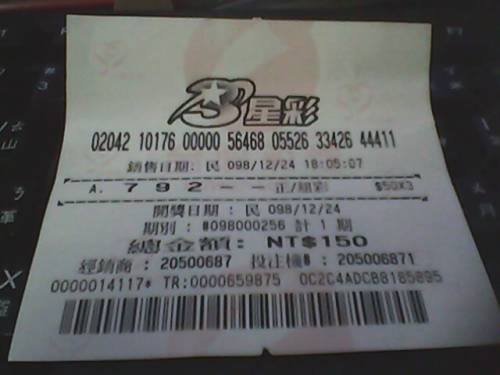 3星彩
02042 10176 00000 56468 05526 33426 44411
銷售日期: 民 098/12/24 18:05:07
A. 7 9 2 - - 正/組彩 $50X3
開獎日期 : 民 098/12/24
期別 : #098000256 計 1 期
總金額: NT$150
經銷商 : 20500687 投注機# : 205006871
0000014117* TR:0000659875 0C2C4ADCB8165895